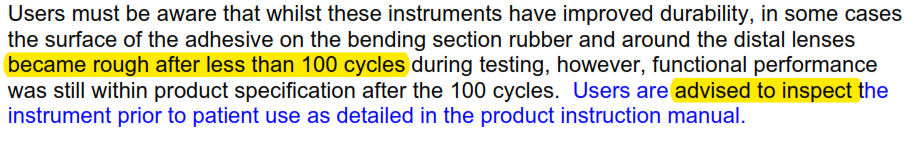 Users must be aware that whilst these instruments have improved durability, in some cases
the surface of the adhesive on the bending section rubber and around the distal lenses
became rough after less than 100 cycles during testing, however, functional performance
was still within product specification after the 100 cycles.  Users are advised to inspect the
instrument prior to patient use as detailed in the product instruction manual.